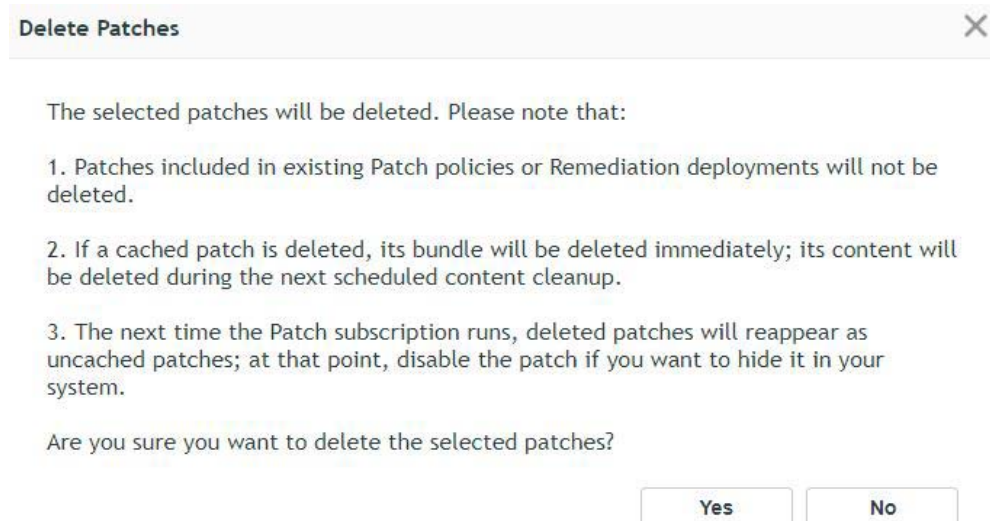 Delete Patches
The selected patches will be deleted. Please note that:
1. Patches included in existing Patch policies or Remediation deployments will not be
deleted.
2. If a cached patch is deleted, its bundle will be deleted immediately; its content will
be deleted during the next scheduled content cleanup.
3. The next time the Patch subscription runs, deleted patches will reappear as
uncached patches; at that point, disable the patch if you want to hide it in your
system.
Are you sure you want to delete the selected patches?
Yes No